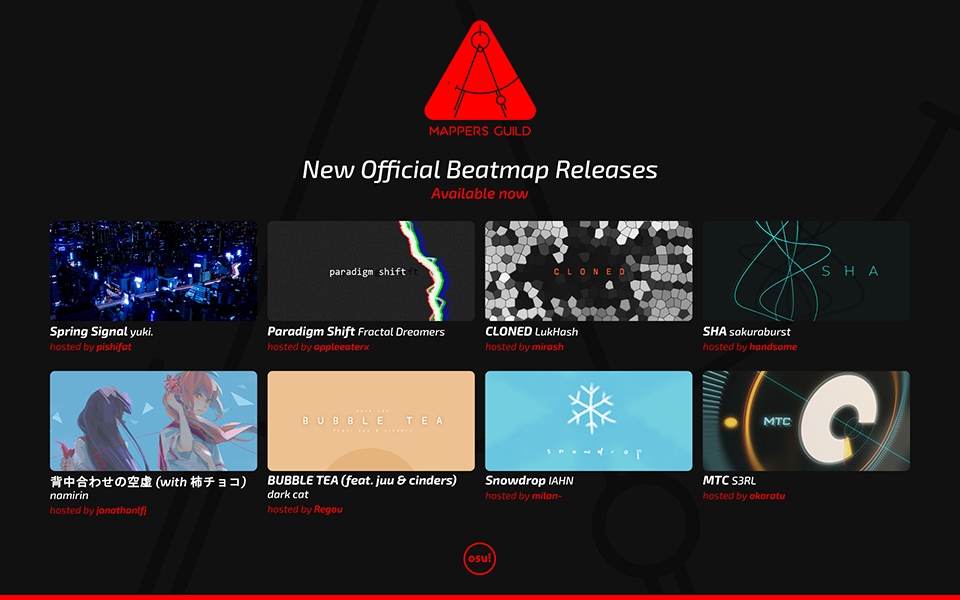 MAPPERS GUILD
New Official Beatmap Releases
Available now
paradigm shift
CLONED
SHA
Spring Signal yuki.
hosted by pishifat
Paradigm Shift Fractal Dreamers
hosted by appleeaterx
CLONED LukHash
hosted by mirash
SHA sakuraburst
hosted by handsome
BUBBLE TEA
snowdrop
MTC
背中合わせの空虚 (with 柿チョコ)
namirin
hosted by jonathanlfj
BUBBLE TEA (feat. juu & cinders)
dark cat
hosted by Regou
Snowdrop IAHN
hosted by milan-
MTC S3RL
hosted by okoratu
osu!